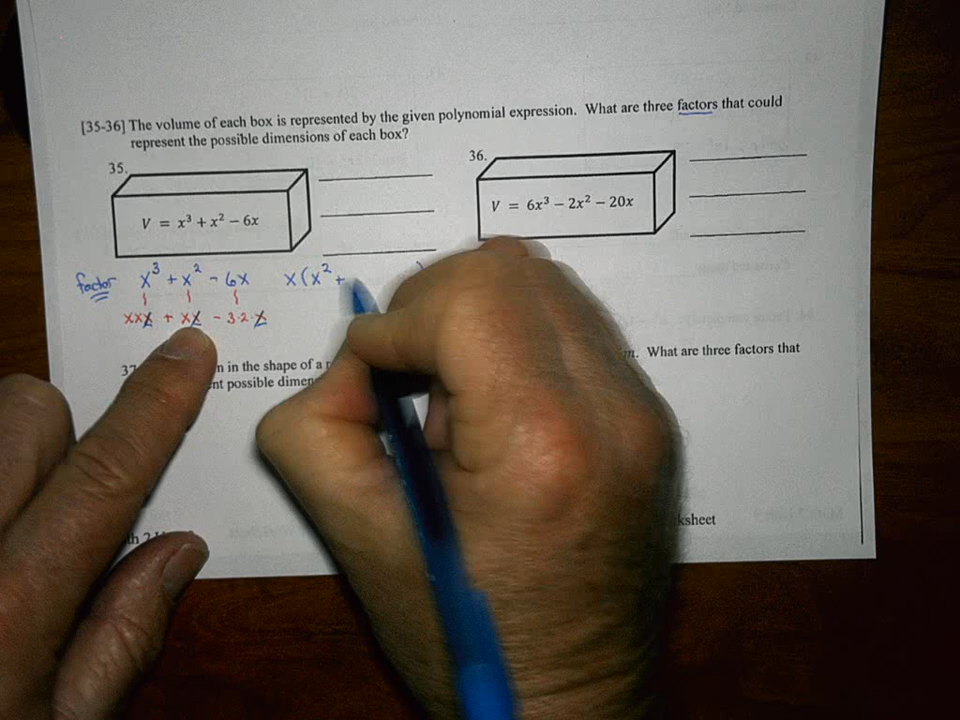 [35-36] The volume of each box is represented by the given polynomial expression. What are three factors that could
represent the possible dimensions of each box?
35.
V = x³ + x² − 6x
36.
V = 6x³ − 2x² − 20x
factor x³ + x² − 6x x(x² + )
xxx + xx − 3·2·x
37 n in the shape of a m. What are three factors that
nt possible dimen
ksheet